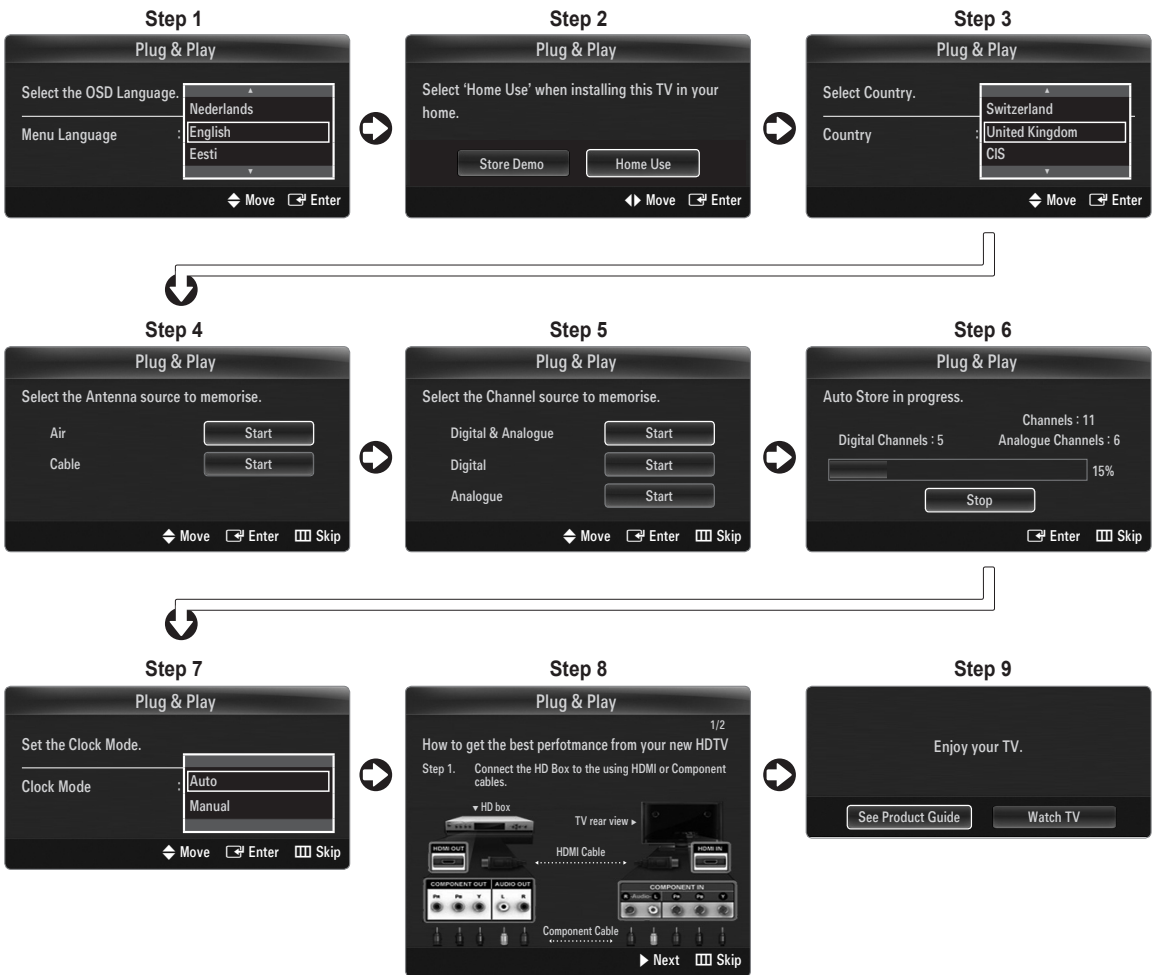 Step 1
Plug & Play
Select the OSD Language.
Nederlands
Menu Language : English
Eesti
Move Enter
Step 2
Plug & Play
Select ‘Home Use’ when installing this TV in your
home.
Store Demo Home Use
Move Enter
Step 3
Plug & Play
Select Country.
Switzerland
Country : United Kingdom
CIS
Move Enter
Step 4
Plug & Play
Select the Antenna source to memorise.
Air Start
Cable Start
Move Enter Skip
Step 5
Plug & Play
Select the Channel source to memorise.
Digital & Analogue Start
Digital Start
Analogue Start
Move Enter Skip
Step 6
Plug & Play
Auto Store in progress.
Channels : 11
Digital Channels : 5 Analogue Channels : 6
15%
Stop
Enter Skip
Step 7
Plug & Play
Set the Clock Mode.
Clock Mode : Auto
Manual
Move Enter Skip
Step 8
Plug & Play
1/2
How to get the best perfotmance from your new HDTV
Step 1. Connect the HD Box to the using HDMI or Component
cables.
HD box
TV rear view
HDMI OUT HDMI Cable HDMI IN
COMPONENT OUT AUDIO OUT
PR PB Y L R
COMPONENT IN
R -Audio- L PR PB Y
Component Cable
Next Skip
Step 9
Enjoy your TV.
See Product Guide Watch TV